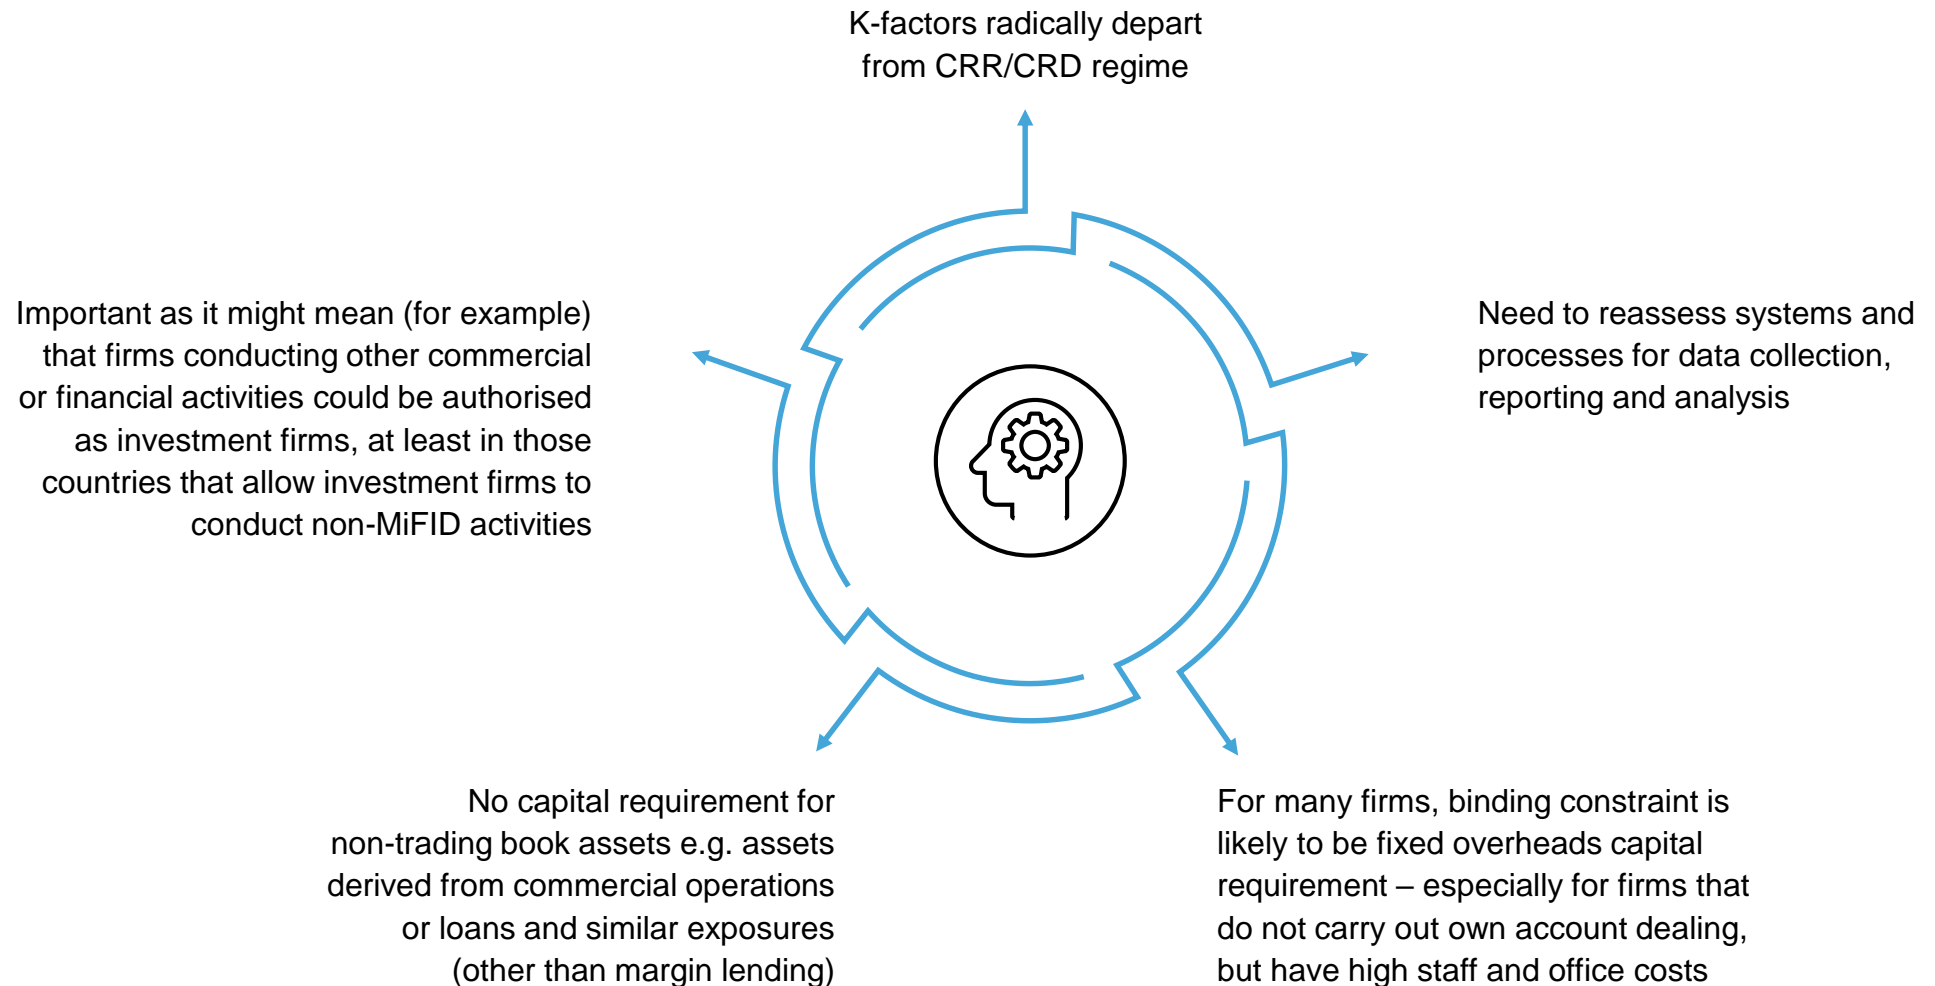 K-factors radically depart
from CRR/CRD regime
Need to reassess systems and
processes for data collection,
reporting and analysis
For many firms, binding constraint is
likely to be fixed overheads capital
requirement – especially for firms that
do not carry out own account dealing,
but have high staff and office costs
No capital requirement for
non-trading book assets e.g. assets
derived from commercial operations
or loans and similar exposures
(other than margin lending)
Important as it might mean (for example)
that firms conducting other commercial
or financial activities could be authorised
as investment firms, at least in those
countries that allow investment firms to
conduct non-MiFID activities